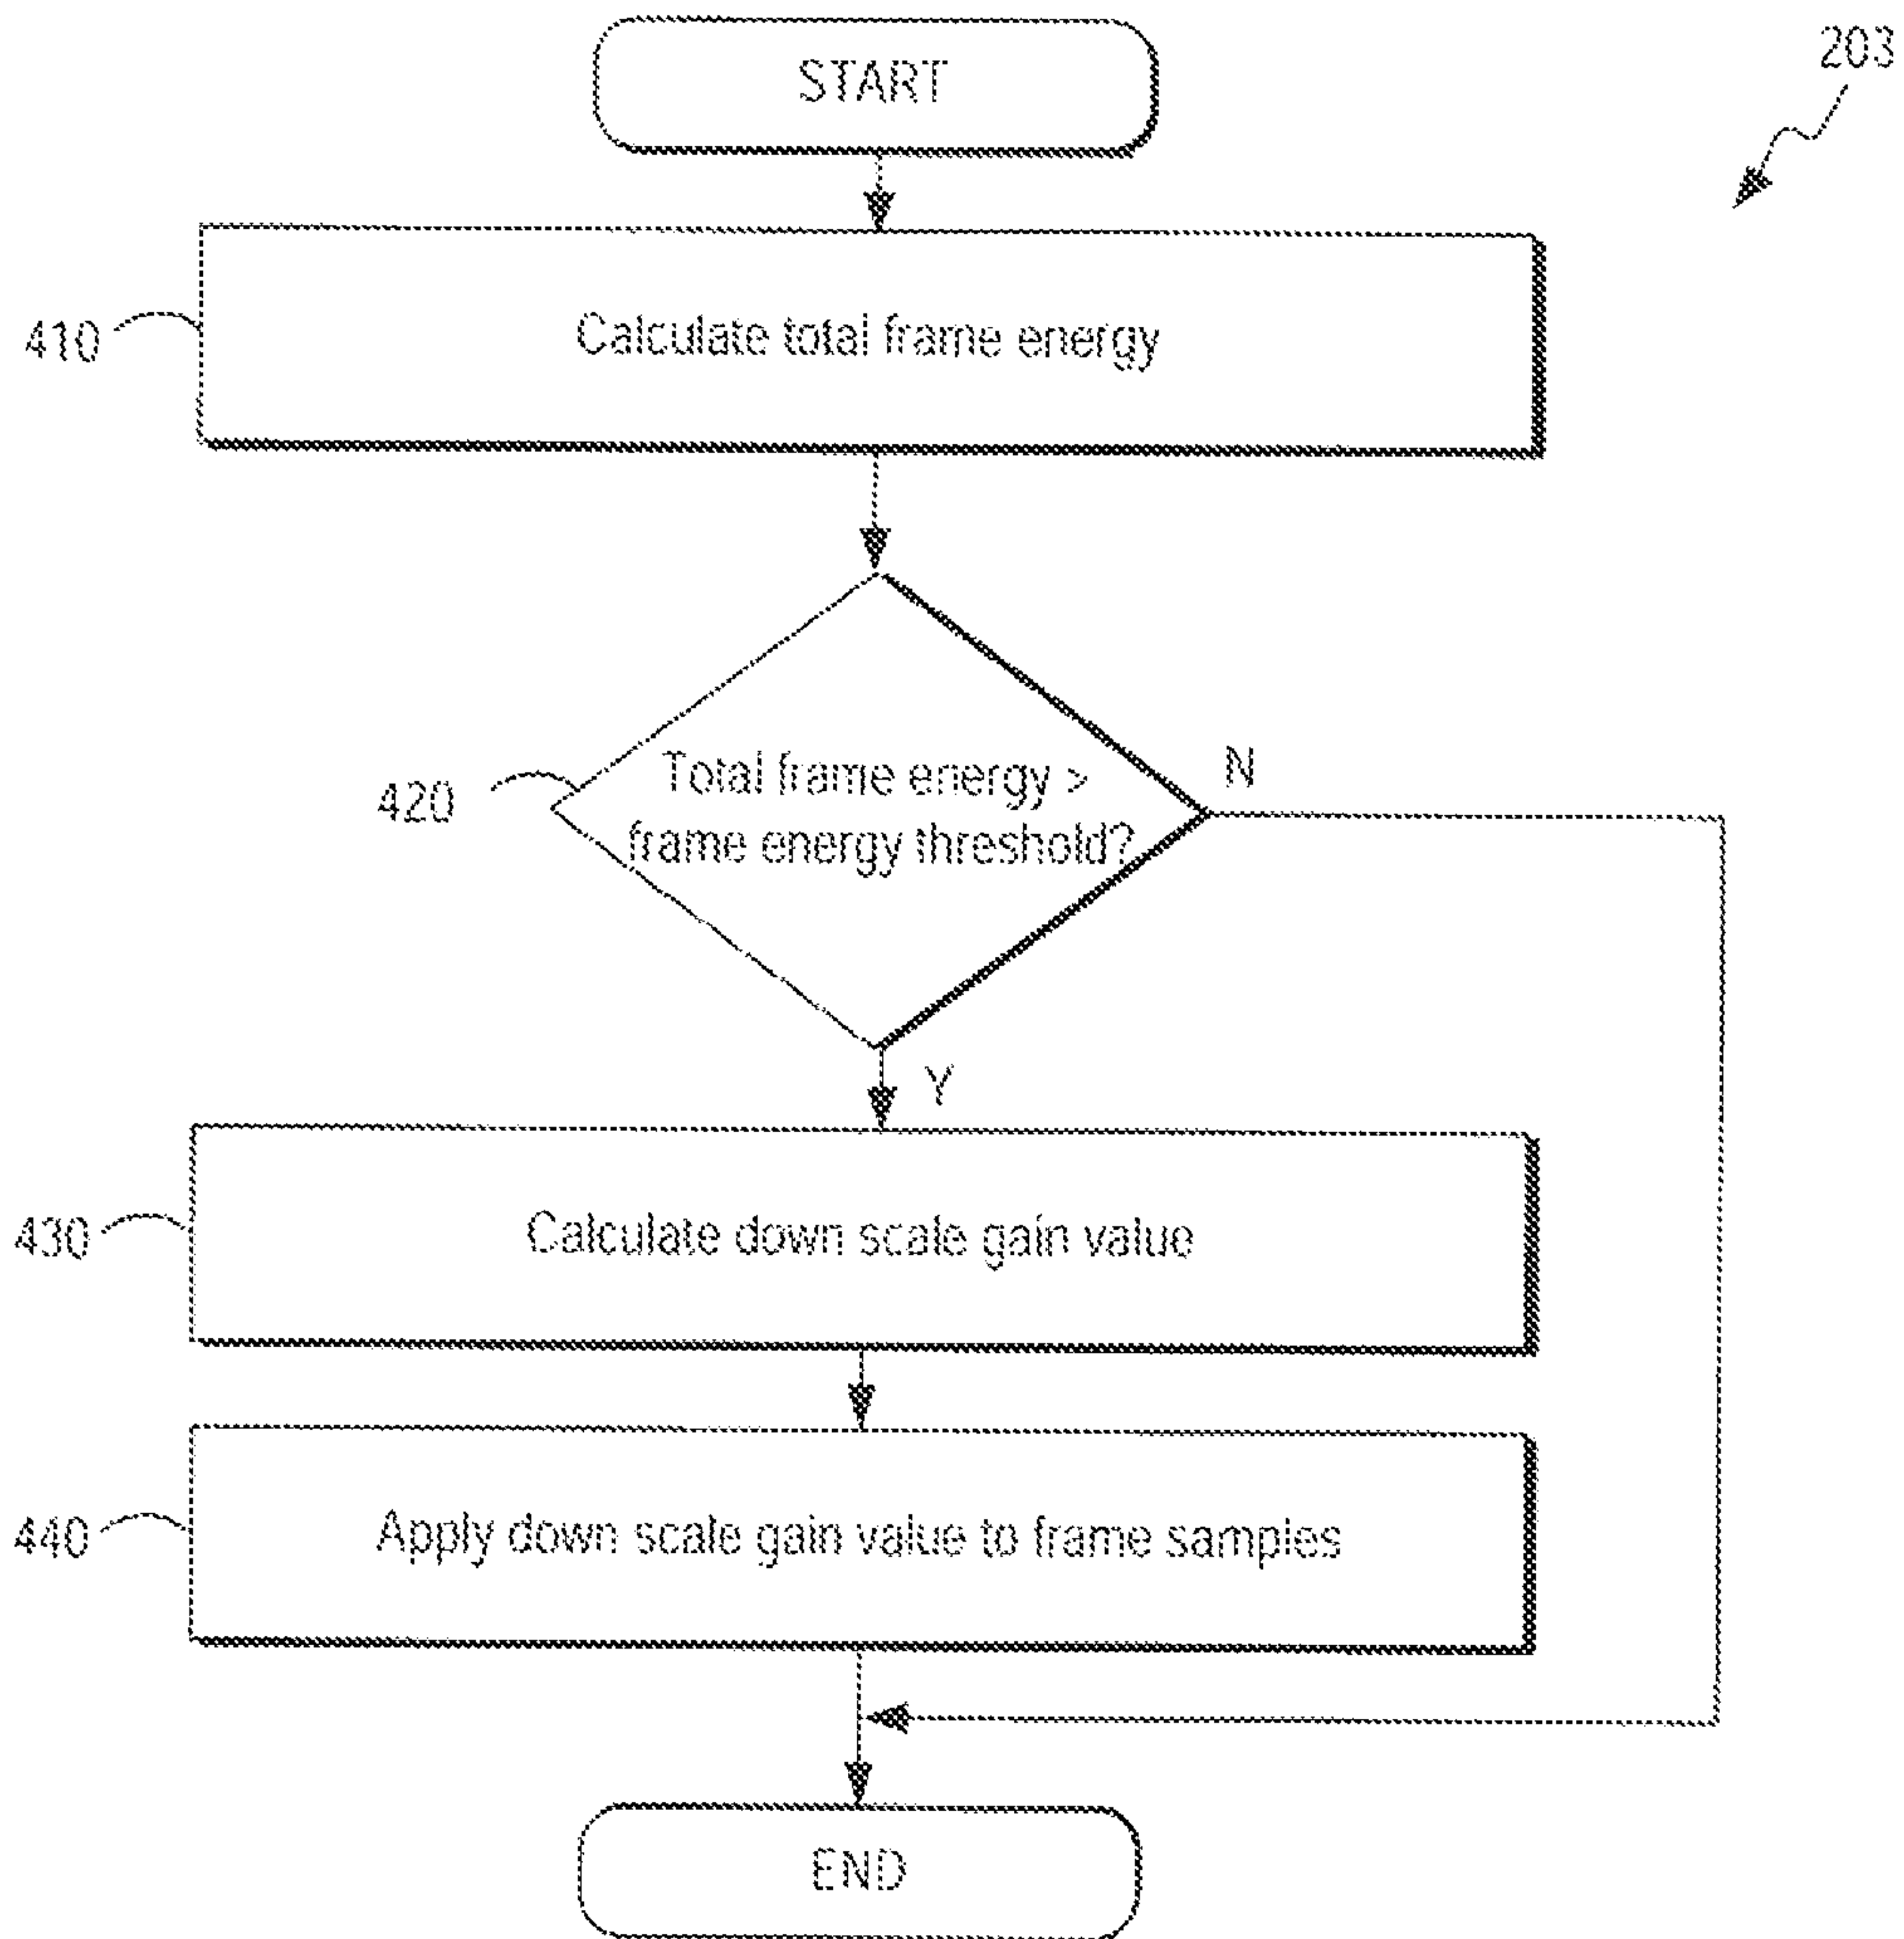 START
203
410
Calculate total frame energy
420
Total frame energy >
frame energy threshold?
N
Y
430
Calculate down scale gain value
440
Apply down scale gain value to frame samples
END